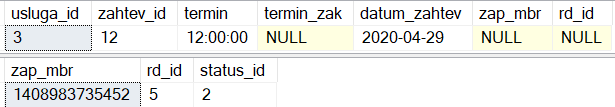 usluga_id zahtev_id termin termin_zak datum_zahtev zap_mbr rd_id
3 12 12:00:00 NULL 2020-04-29 NULL NULL
zap_mbr rd_id status_id
1408983735452 5 2